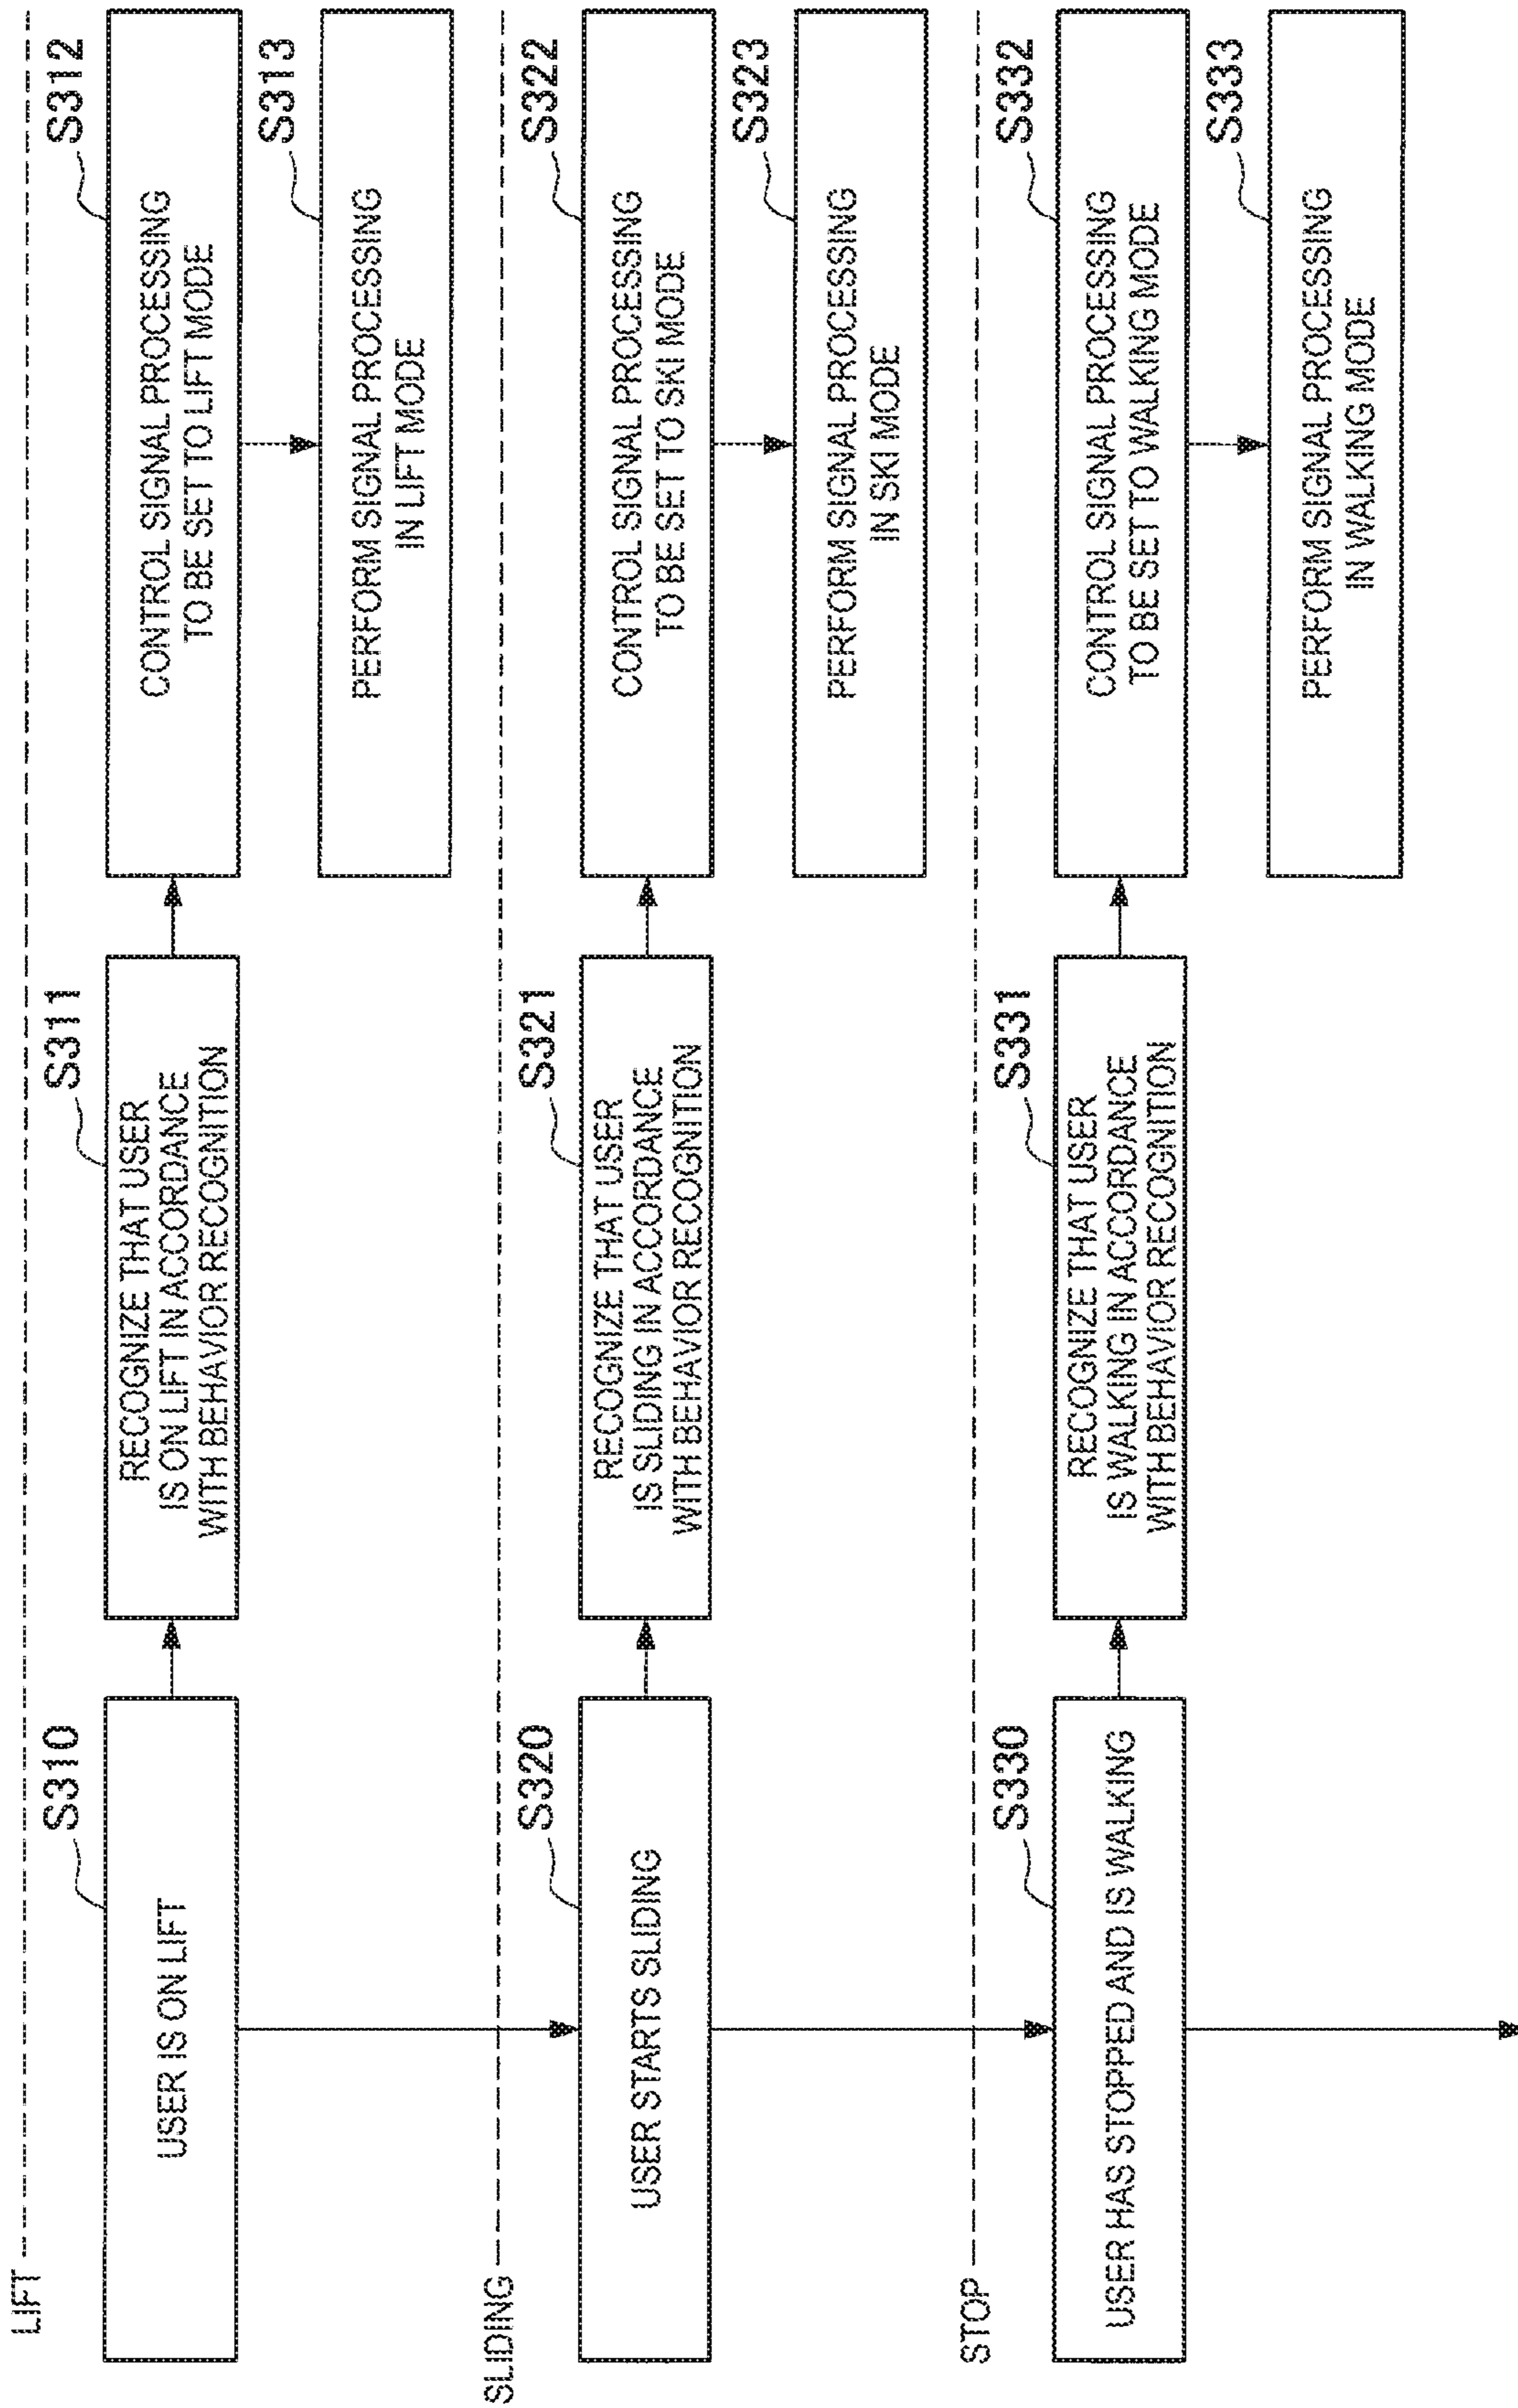 LIFT
S310
USER IS ON LIFT
S311
RECOGNIZE THAT USER
IS ON LIFT IN ACCORDANCE
WITH BEHAVIOR RECOGNITION
S312
CONTROL SIGNAL PROCESSING
TO BE SET TO LIFT MODE
S313
PERFORM SIGNAL PROCESSING
IN LIFT MODE
SLIDING
S320
USER STARTS SLIDING
S321
RECOGNIZE THAT USER
IS SLIDING IN ACCORDANCE
WITH BEHAVIOR RECOGNITION
S322
CONTROL SIGNAL PROCESSING
TO BE SET TO SKI MODE
S323
PERFORM SIGNAL PROCESSING
IN SKI MODE
STOP
S330
USER HAS STOPPED AND IS WALKING
S331
RECOGNIZE THAT USER
IS WALKING IN ACCORDANCE
WITH BEHAVIOR RECOGNITION
S332
CONTROL SIGNAL PROCESSING
TO BE SET TO WALKING MODE
S333
PERFORM SIGNAL PROCESSING
IN WALKING MODE